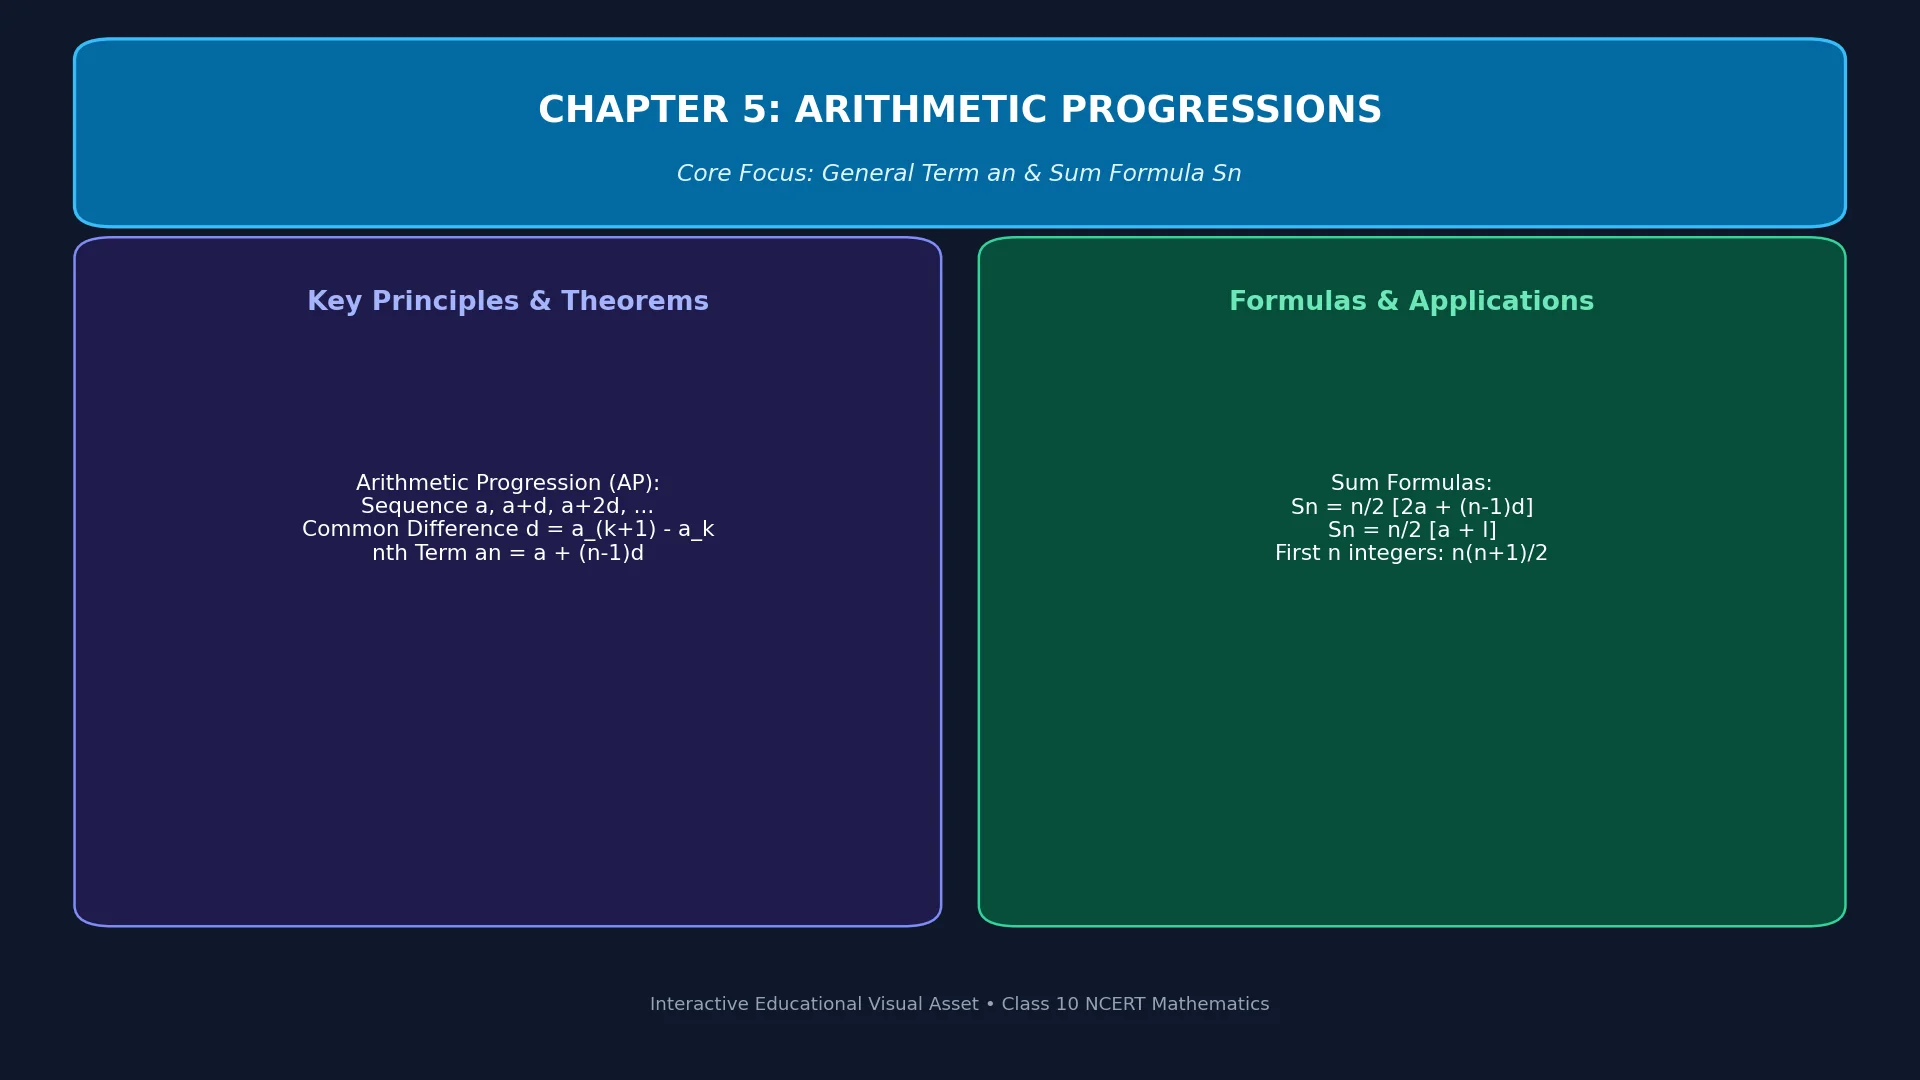 CHAPTER 5: ARITHMETIC PROGRESSIONS
Core Focus: General Term an & Sum Formula Sn
Key Principles & Theorems
Arithmetic Progression (AP):
Sequence a, a+d, a+2d, ...
Common Difference d = a_(k+1) - a_k
nth Term an = a + (n-1)d
Formulas & Applications
Sum Formulas:
Sn = n/2 [2a + (n-1)d]
Sn = n/2 [a + l]
First n integers: n(n+1)/2
Interactive Educational Visual Asset • Class 10 NCERT Mathematics